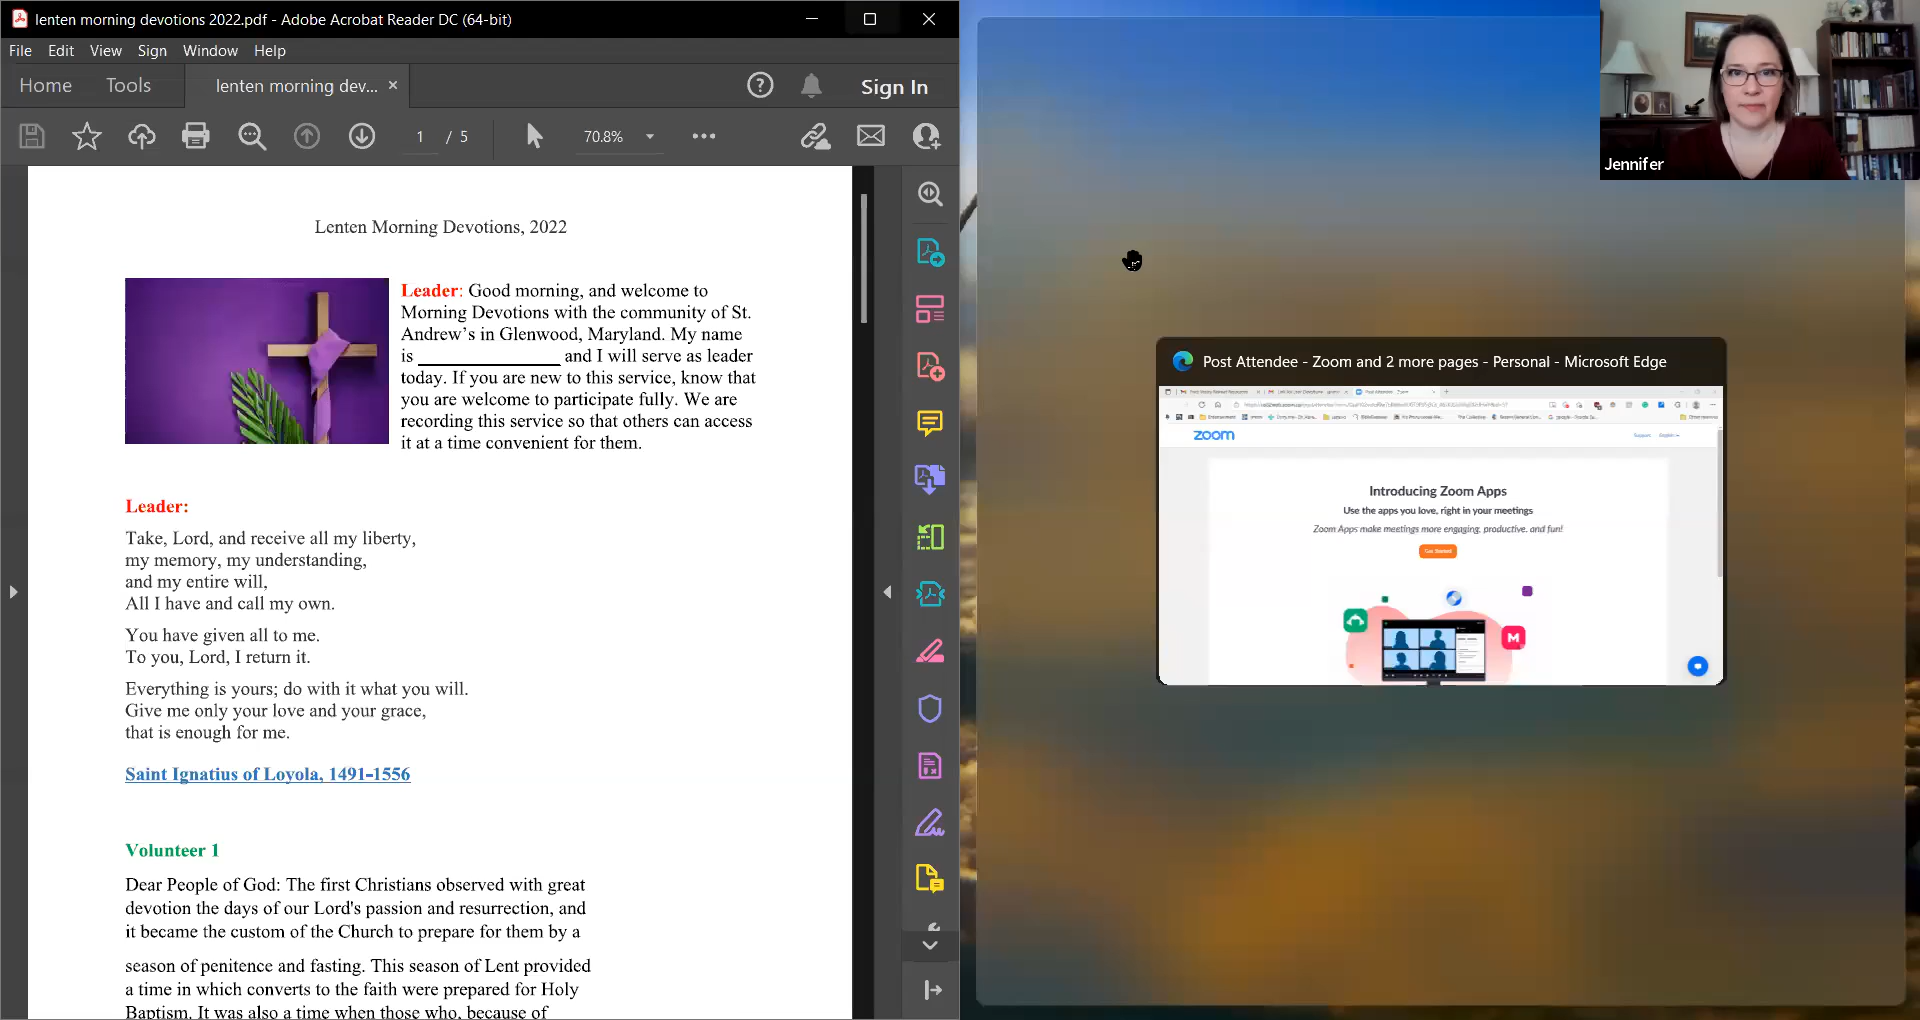 lenten morning devotions 2022.pdf - Adobe Acrobat Reader DC (64-bit)
File Edit View Sign Window Help
Home Tools lenten morning dev... × Sign In
1 / 5 70.8%
Lenten Morning Devotions, 2022
Leader: Good morning, and welcome to
Morning Devotions with the community of St.
Andrew's in Glenwood, Maryland. My name
is _______________ and I will serve as leader
today. If you are new to this service, know that
you are welcome to participate fully. We are
recording this service so that others can access
it at a time convenient for them.
Leader:
Take, Lord, and receive all my liberty,
my memory, my understanding,
and my entire will,
All I have and call my own.
You have given all to me.
To you, Lord, I return it.
Everything is yours; do with it what you will.
Give me only your love and your grace,
that is enough for me.
Saint Ignatius of Loyola, 1491-1556
Volunteer 1
Dear People of God: The first Christians observed with great
devotion the days of our Lord's passion and resurrection, and
it became the custom of the Church to prepare for them by a
season of penitence and fasting. This season of Lent provided
a time in which converts to the faith were prepared for Holy
Baptism. It was also a time when those who, because of
Jennifer
Post Attendee - Zoom and 2 more pages - Personal - Microsoft Edge
zoom
Support English
Introducing Zoom Apps
Use the apps you love, right in your meetings
Zoom Apps make meetings more engaging, productive, and fun!
Get Started
M